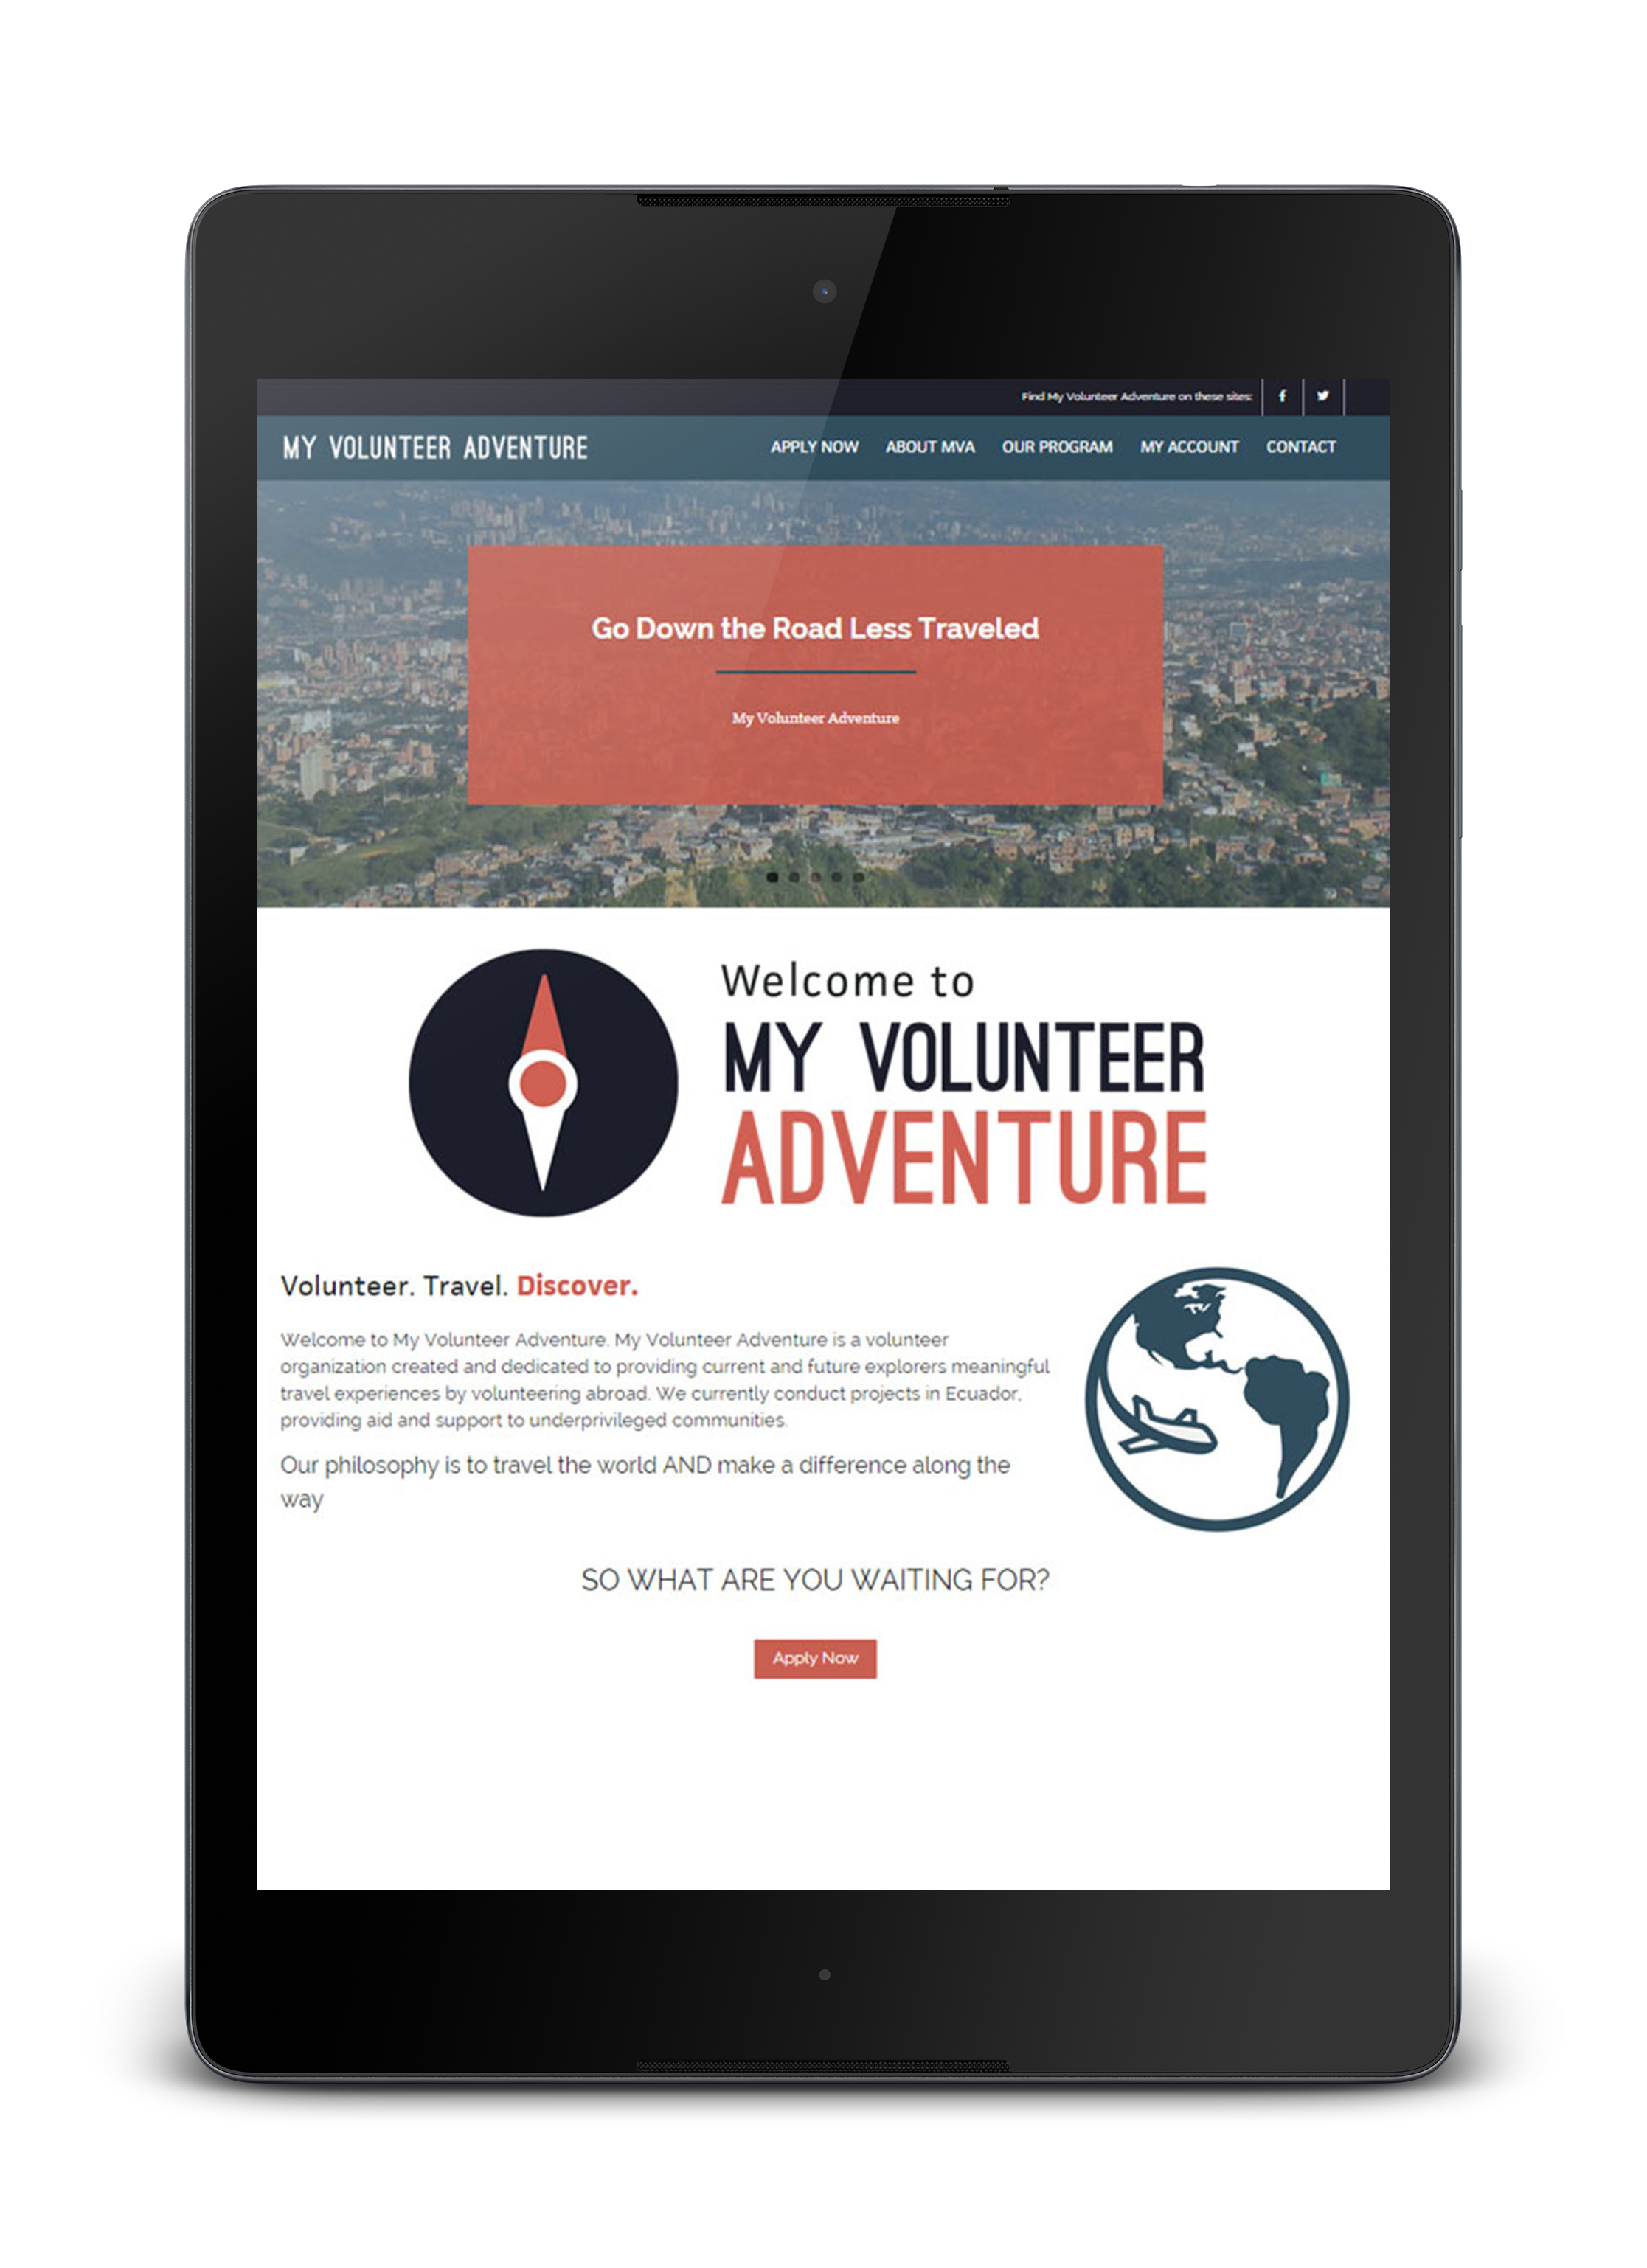 Find My Volunteer Adventure on these sites:
MY VOLUNTEER ADVENTURE
APPLY NOW ABOUT MVA OUR PROGRAM MY ACCOUNT CONTACT
Go Down the Road Less Traveled
My Volunteer Adventure
Welcome to
MY VOLUNTEER
ADVENTURE
Volunteer. Travel. Discover.
Welcome to My Volunteer Adventure. My Volunteer Adventure is a volunteer
organization created and dedicated to providing current and future explorers meaningful
travel experiences by volunteering abroad. We currently conduct projects in Ecuador,
providing aid and support to underprivileged communities.
Our philosophy is to travel the world AND make a difference along the
way
SO WHAT ARE YOU WAITING FOR?
Apply Now